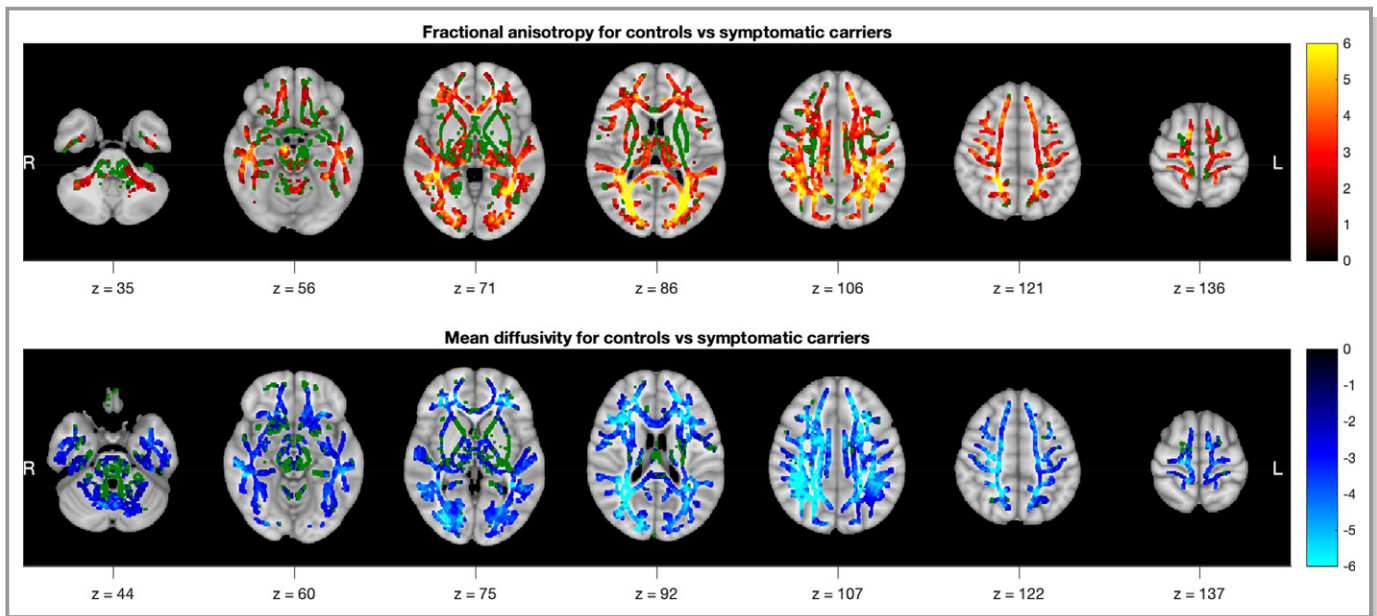 Fractional anisotropy for controls vs symptomatic carriers
6
5
4
3
2
1
0
R
L
z = 35 z = 56 z = 71 z = 86 z = 106 z = 121 z = 136
Mean diffusivity for controls vs symptomatic carriers
0
-1
-2
-3
-4
-5
-6
R
L
z = 44 z = 60 z = 75 z = 92 z = 107 z = 122 z = 137